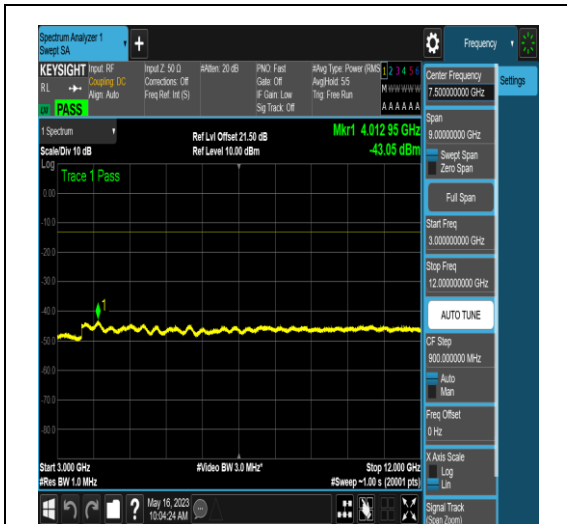 Spectrum Analyzer 1
Swept SA
Frequency
KEYSIGHT
Input: RF
Coupling: DC
Align: Auto
Input Z: 50 Ω
Corrections: Off
Freq Ref: Int (S)
#Atten: 20 dB
PNO: Fast
Gate: Off
IF Gain: Low
Sig Track: Off
#Avg Type: Power (RMS
Avg|Hold: 5/5
Trig: Free Run
1 2 3 4 5 6
M W W W W W
A A A A A A
R L
PASS
Center Frequency
7.500000000 GHz
Settings
Span
9.00000000 GHz
Swept Span
Zero Span
Full Span
Start Freq
3.000000000 GHz
Stop Freq
12.000000000 GHz
AUTO TUNE
CF Step
900.000000 MHz
Auto
Man
Freq Offset
0 Hz
X Axis Scale
Log
Lin
Signal Track
(Span Zoom)
1 Spectrum
Scale/Div 10 dB
Ref Lvl Offset 21.50 dB
Ref Level 10.00 dBm
Mkr1 4.012 95 GHz
-43.05 dBm
Log
Trace 1 Pass
0.00
-10.0
-20.0
-30.0
-40.0
-50.0
-60.0
-70.0
-80.0
1
Start 3.000 GHz
#Res BW 1.0 MHz
#Video BW 3.0 MHz*
Stop 12.000 GHz
#Sweep ~1.00 s (20001 pts)
?
May 16, 2023
10:04:24 AM